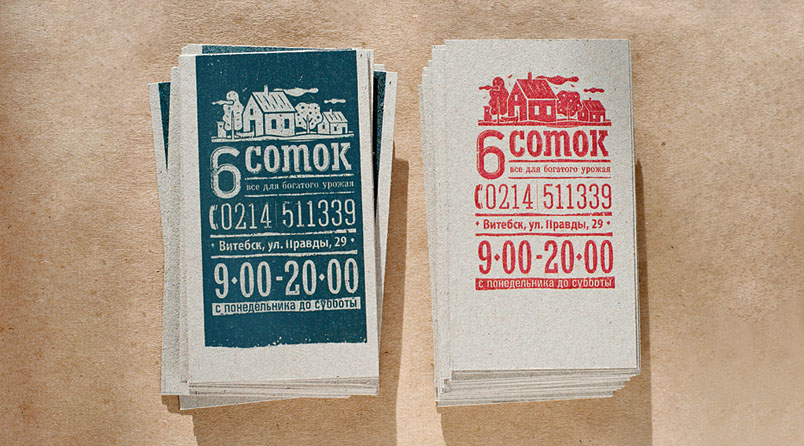 6 соток
все для богатого урожая
0214 511339
• Витебск, ул. Правды, 29 •
9•00-20•00
с понедельника до субботы
6 соток
все для богатого урожая
0214 511339
• Витебск, ул. Правды, 29 •
9•00-20•00
с понедельника до субботы